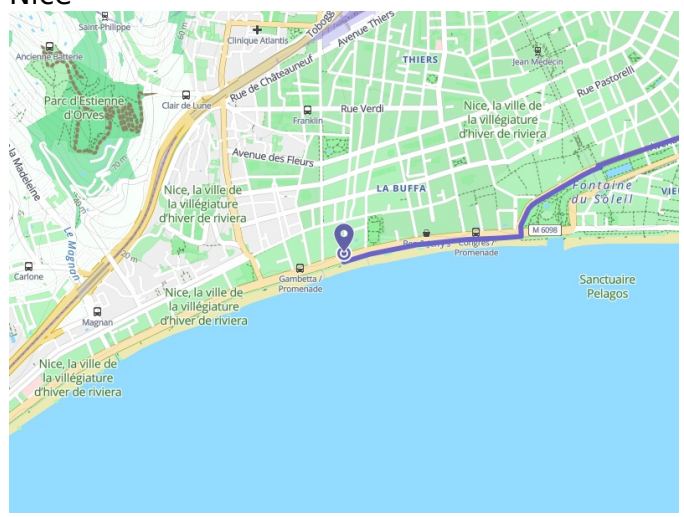 Nice
Saint-Philippe
Clinique Atlantis
Avenue Thiers
Ancienne Batterie
THIERS
Jean Médecin
Rue de Châteauneuf
Rue Pastorelli
60 m
Parc d'Estienne
d'Orves
Clair de Lune
Rue Verdi
Franklin
Nice, la ville de
la villégiature
d'hiver de riviera
70 m
Avenue des Fleurs
la Madeleine
LA BUFFA
Nice, la ville de
la villégiature
d'hiver de riviera
Fontaine
du Soleil
M 6098
Le Magnan
20 m
Congrès /
Promenade
Carlone
Gambetta /
Promenade
Sanctuaire
Pelagos
Nice, la ville de
la villégiature
d'hiver de riviera
Magnan
Nice, la ville de
la villégiature
d'hiver de riviera